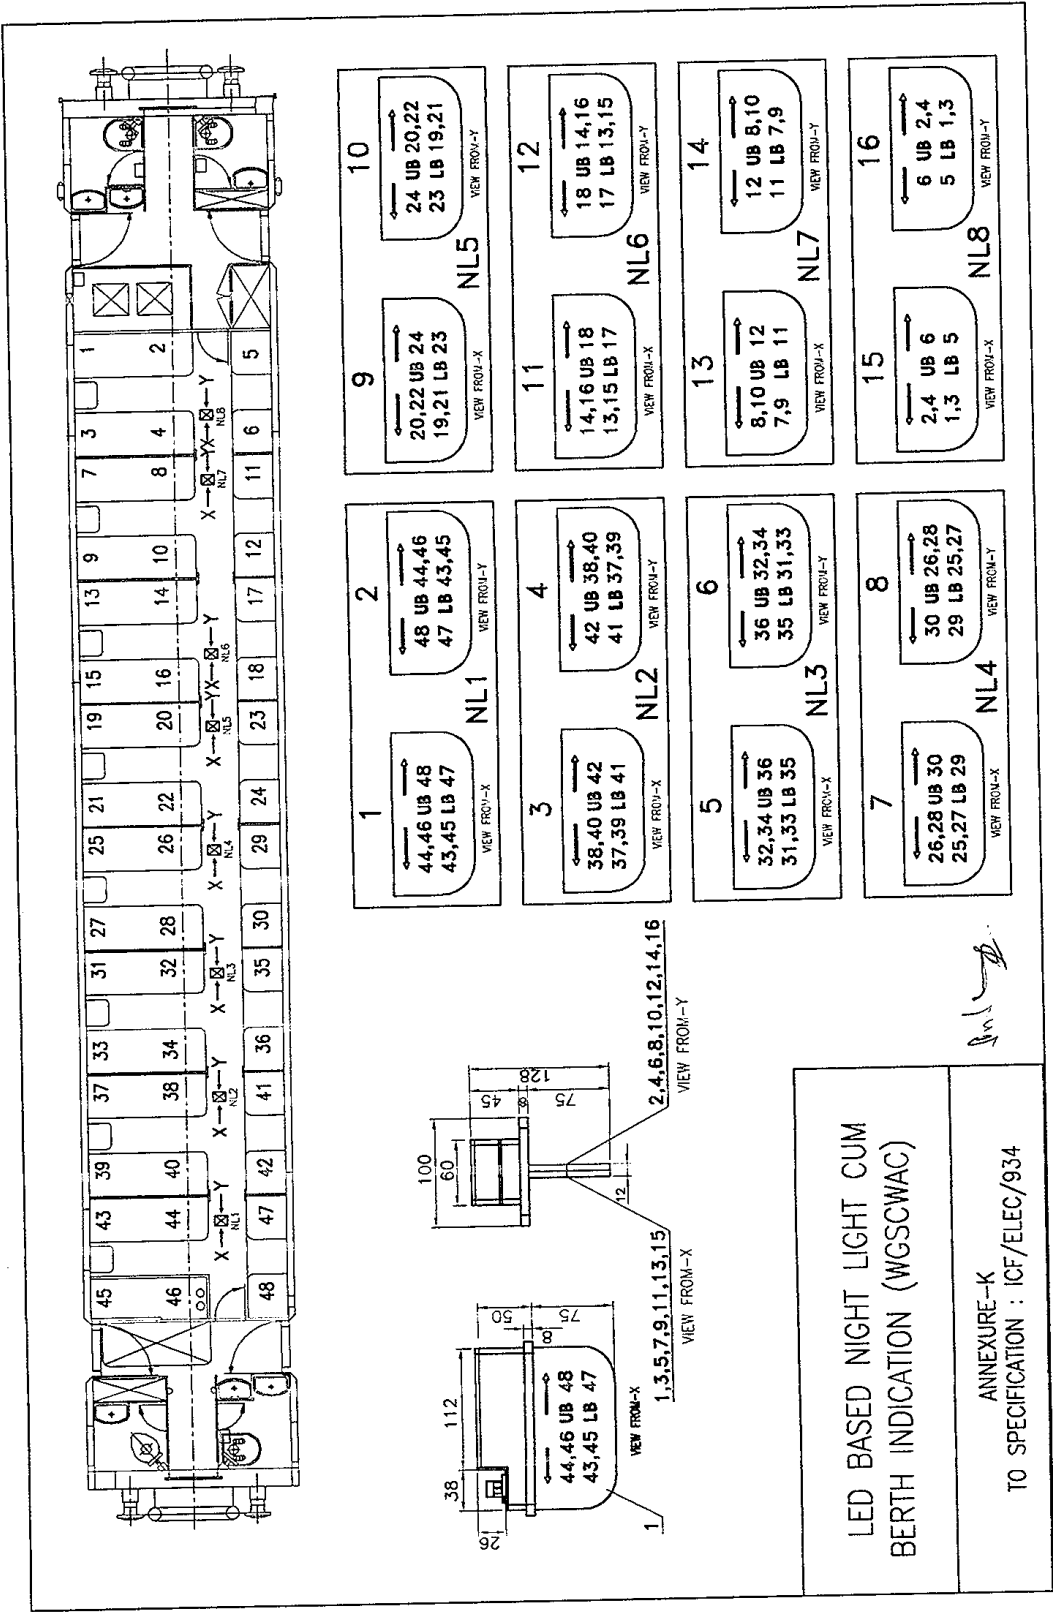 45 43 39 37 33 31 27 25 21 19 15 13 9 7 3 1
46 44 40 38 34 32 28 26 22 20 16 14 10 8 4 2
X Y X Y X Y X Y X YX Y X YX Y
NL1 NL2 NL3 NL4 NL5 NL6 NL7 NL8
48 47 42 41 36 35 30 29 24 23 18 17 12 11 6 5
38 112
26
50
8
75
44,46 UB 48
43,45 LB 47
VIEW FROM-X
1
1,3,5,7,9,11,13,15
VIEW FROM-X
100
60
45
8
128
75
12
2,4,6,8,10,12,14,16
VIEW FROM-Y
1 2
44,46 UB 48 48 UB 44,46
43,45 LB 47 47 LB 43,45
VIEW FROM-X NL1 VIEW FROM-Y
3 4
38,40 UB 42 42 UB 38,40
37,39 LB 41 41 LB 37,39
VIEW FROM-X NL2 VIEW FROM-Y
5 6
32,34 UB 36 36 UB 32,34
31,33 LB 35 35 LB 31,33
VIEW FROM-X NL3 VIEW FROM-Y
7 8
26,28 UB 30 30 UB 26,28
25,27 LB 29 29 LB 25,27
VIEW FROM-X NL4 VIEW FROM-Y
9 10
20,22 UB 24 24 UB 20,22
19,21 LB 23 23 LB 19,21
VIEW FROM-X NL5 VIEW FROM-Y
11 12
14,16 UB 18 18 UB 14,16
13,15 LB 17 17 LB 13,15
VIEW FROM-X NL6 VIEW FROM-Y
13 14
8,10 UB 12 12 UB 8,10
7,9 LB 11 11 LB 7,9
VIEW FROM-X NL7 VIEW FROM-Y
15 16
2,4 UB 6 6 UB 2,4
1,3 LB 5 5 LB 1,3
VIEW FROM-X NL8 VIEW FROM-Y
LED BASED NIGHT LIGHT CUM
BERTH INDICATION (WGSCWAC)
ANNEXURE-K
TO SPECIFICATION : ICF/ELEC/934